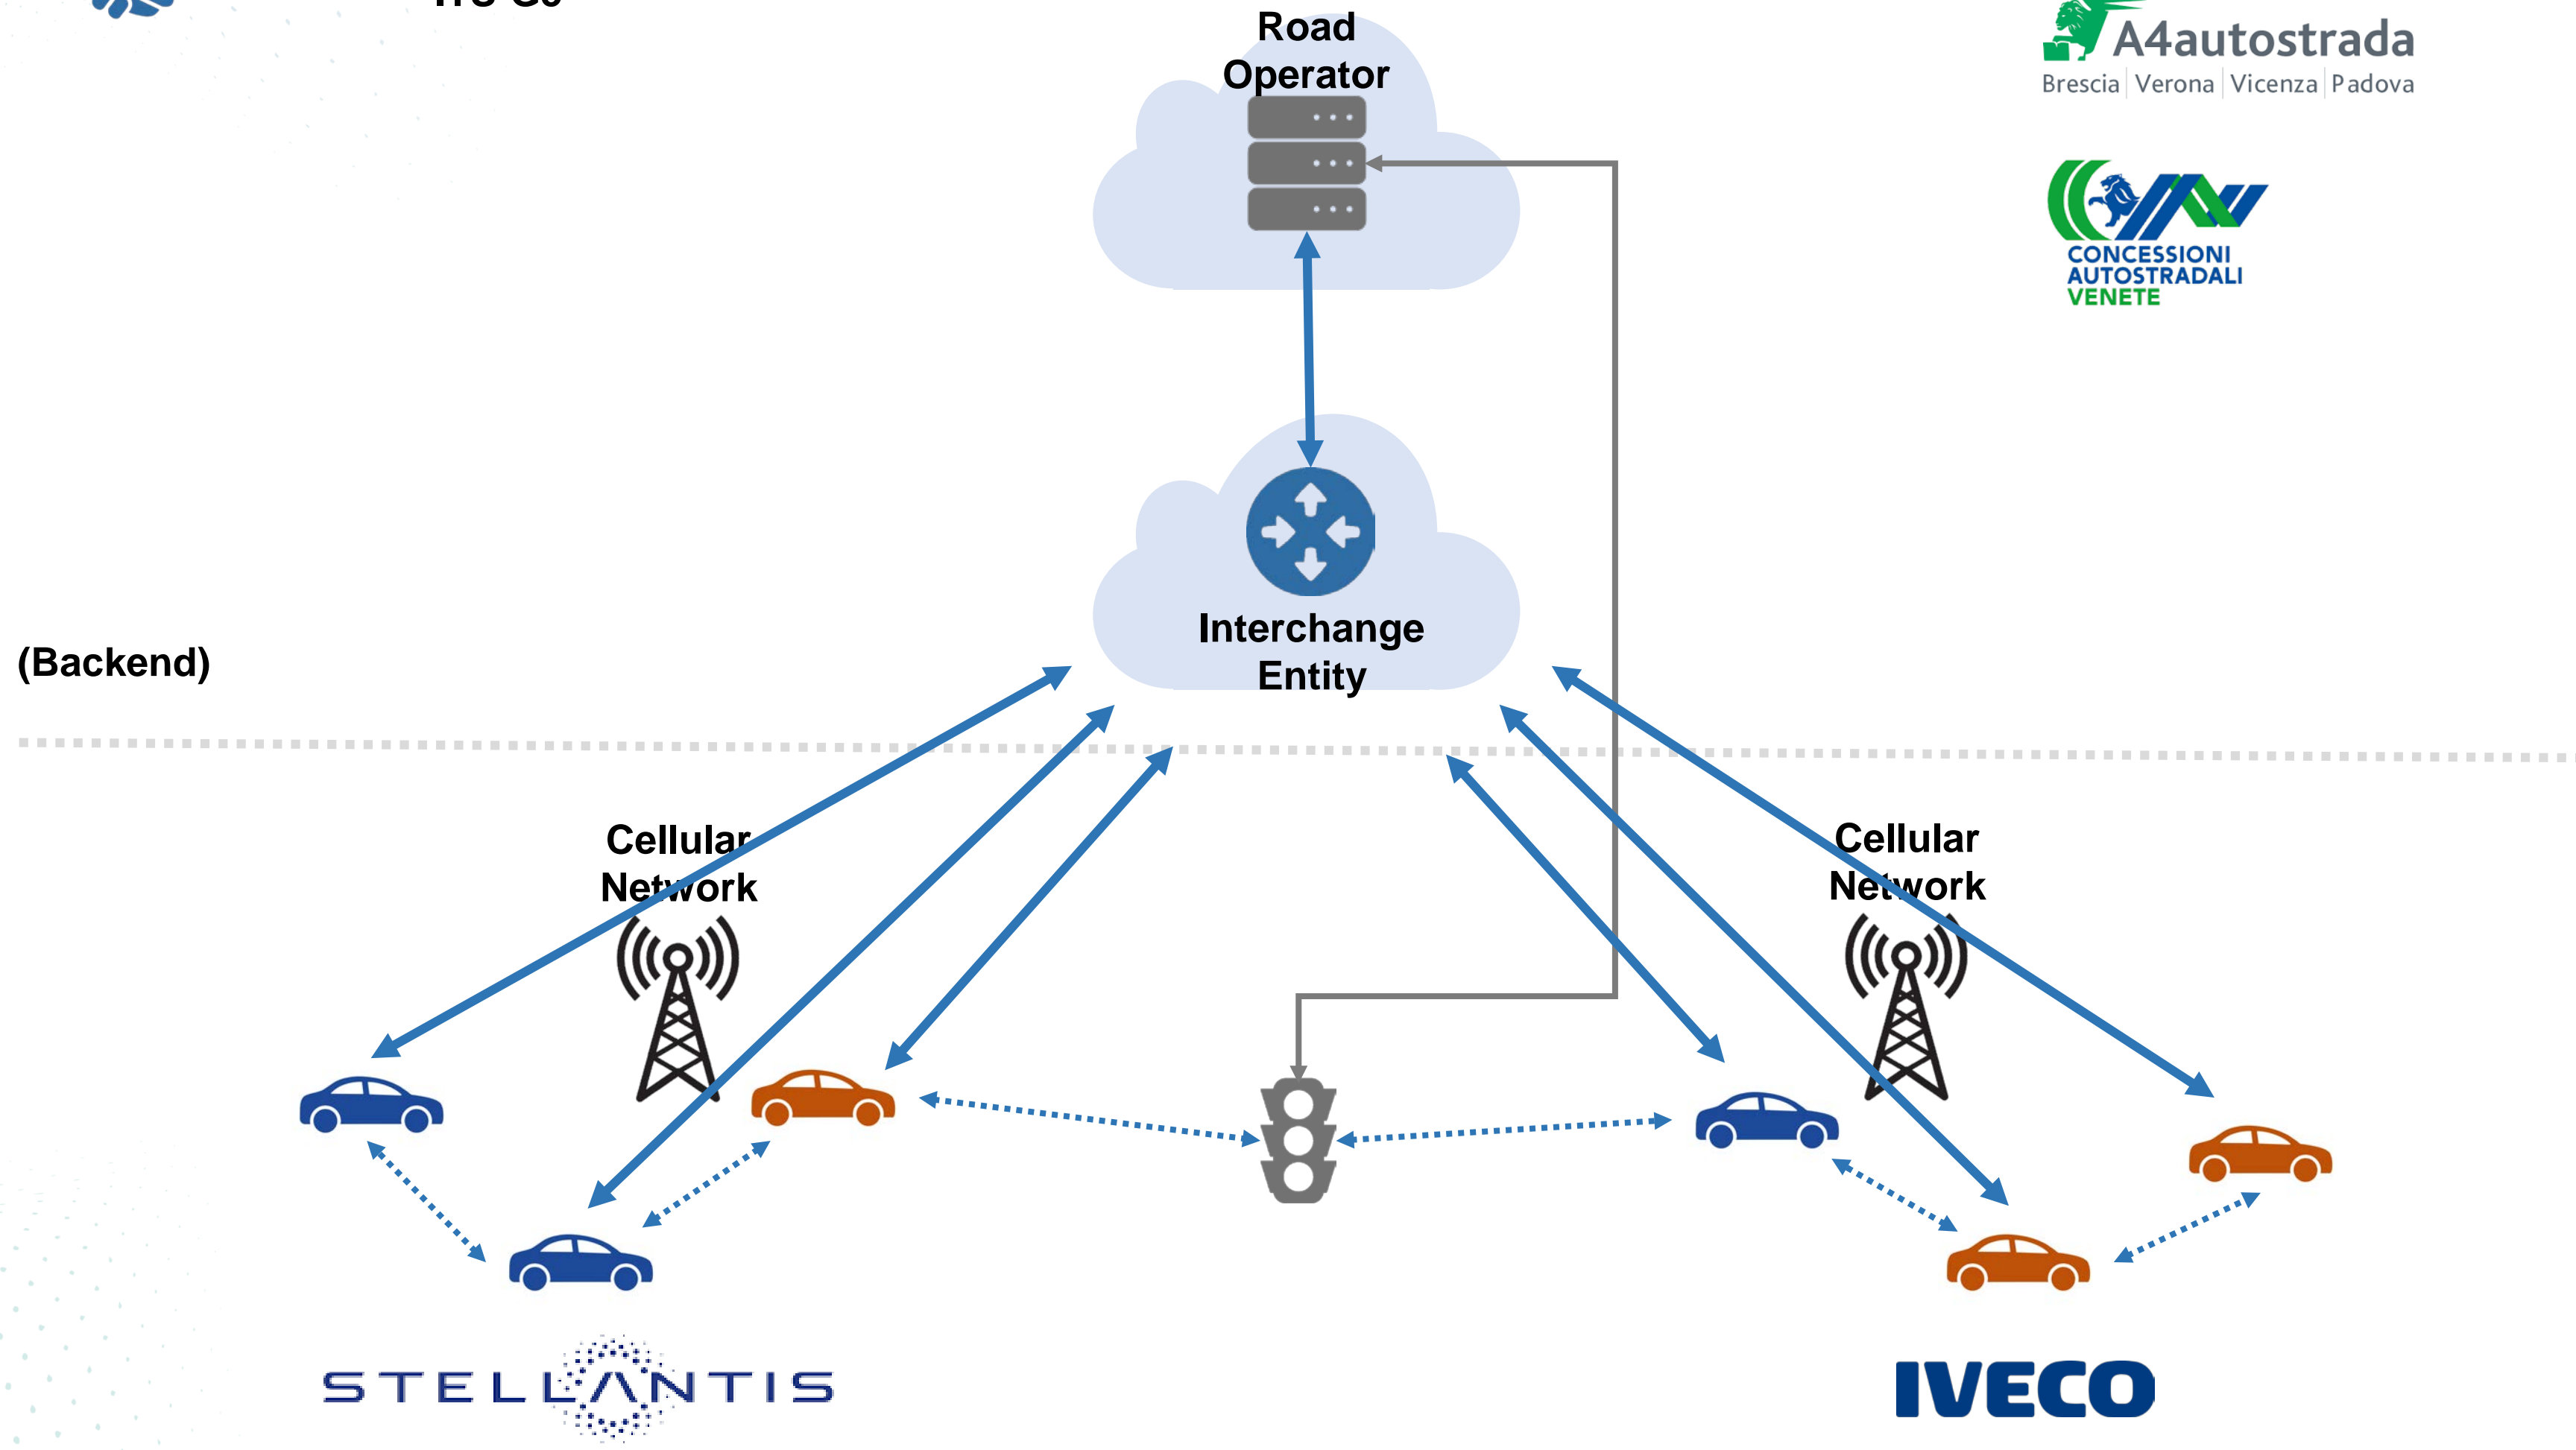 Road
Operator
A4autostrada
Brescia | Verona | Vicenza | Padova
CONCESSIONI
AUTOSTRADALI
VENETE
Interchange
Entity
(Backend)
Cellular
Network
Cellular
Network
STELLANTIS
IVECO